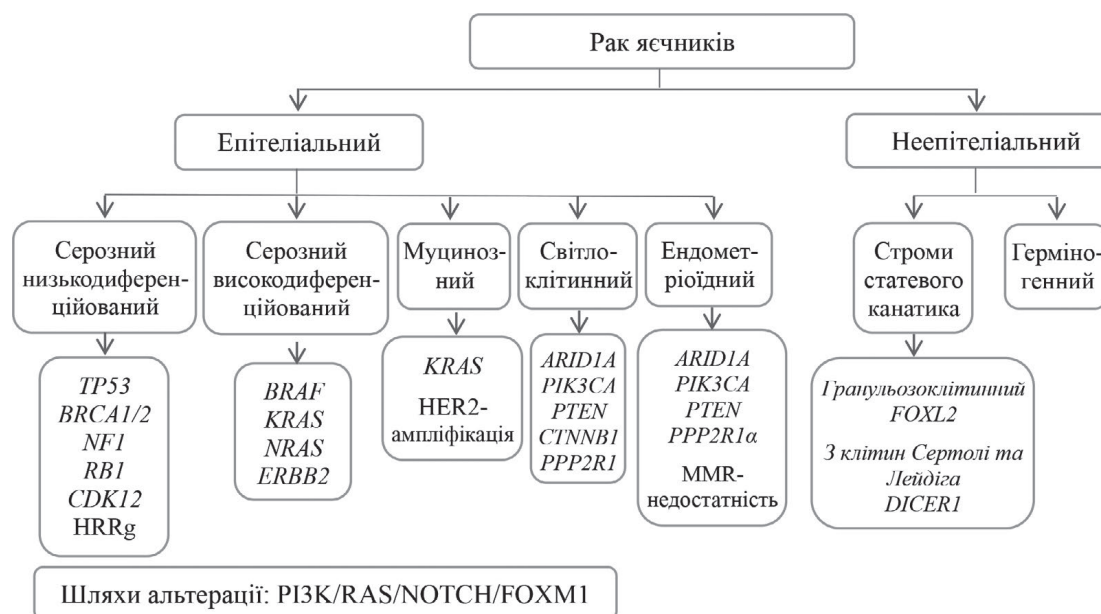 Рак яєчників
Епітеліальний
Неепітеліальний
Серозний
низькодиферен-
ційований
Серозний
високодиферен-
ційований
Муциноз-
ний
Світло-
клітинний
Ендомет-
ріоїдний
Строми
статевого
канатика
Герміно-
генний
TP53
BRCA1/2
NF1
RB1
CDK12
HRRg
BRAF
KRAS
NRAS
ERBB2
KRAS
HER2-
ампліфікація
ARID1A
PIK3CA
PTEN
CTNNB1
PPP2R1
ARID1A
PIK3CA
PTEN
PPP2R1α
MMR-
недостатність
Гранульозоклітинний
FOXL2
З клітин Сертолі та
Лейдіга
DICER1
Шляхи альтерації: PI3K/RAS/NOTCH/FOXM1